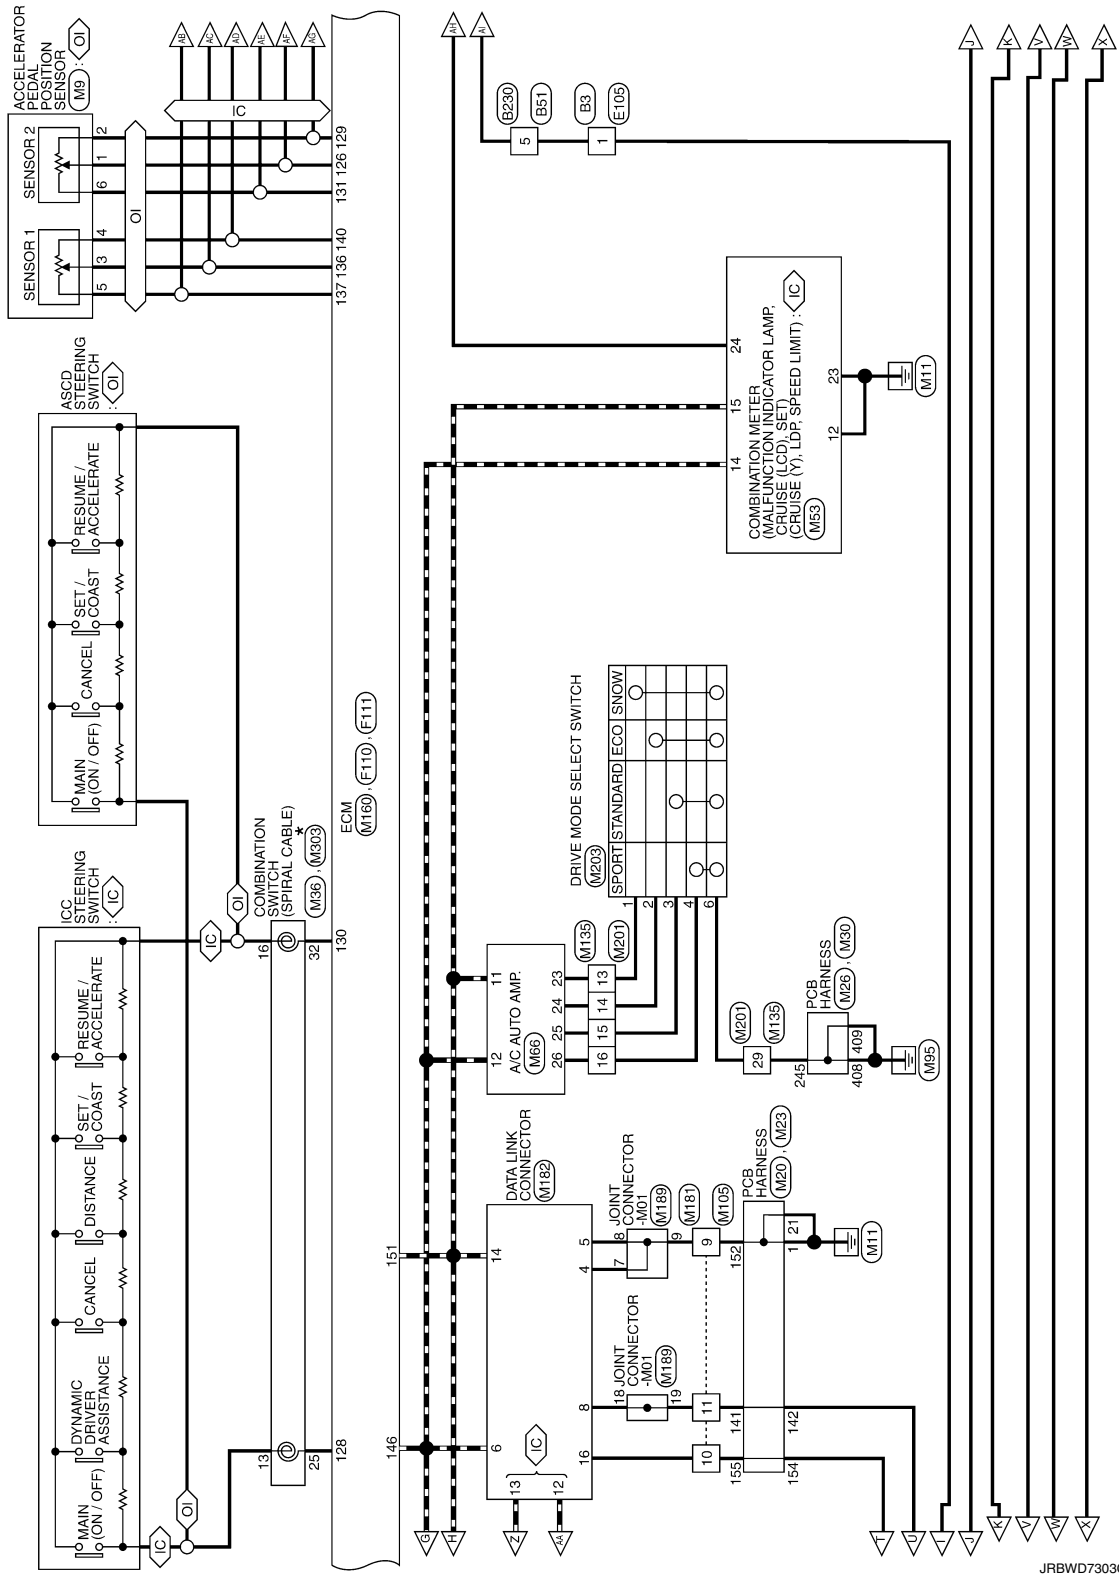 ACCELERATOR
PEDAL
POSITION
SENSOR
M9 : OI
SENSOR 2
SENSOR 1
2
1
6
4
3
5
OI
IC
AB
AC
AD
AE
AF
AG
129
126
131
140
136
137
ASCD
STEERING
SWITCH
: OI
MAIN
(ON / OFF)
CANCEL
SET /
COAST
RESUME /
ACCELERATE
ICC
STEERING
SWITCH
: IC
MAIN
(ON / OFF)
DYNAMIC
DRIVER
ASSISTANCE
CANCEL
DISTANCE
SET /
COAST
RESUME /
ACCELERATE
IC
OI
IC
OI
COMBINATION
SWITCH
(SPIRAL CABLE)
M36 , M303
*
13
25
16
32
ECM
M160 , F110 , F111
128
130
146
151
G
H
Z
AA
DATA LINK
CONNECTOR
M182
6
14
13
12
IC
16
8
4
5
JOINT
CONNECTOR
-M01
M189
18
19
JOINT
CONNECTOR
-M01
M189
7
8
9
M181
M105
10
11
9
PCB
HARNESS
M20 , M23
155
141
152
154
142
1
21
M11
A/C AUTO AMP.
M66
12
11
26
25
24
23
M135
M201
16
15
14
13
DRIVE MODE SELECT SWITCH
M203
SPORT
STANDARD
ECO
SNOW
1
2
3
4
6
M201
M135
29
PCB
HARNESS
M26 , M30
245
408
409
M95
COMBINATION METER
(MALFUNCTION INDICATOR LAMP,
CRUISE (LCD), SET)
(CRUISE (Y), LDP, SPEED LIMIT) : IC
M53
14
15
24
12
23
M11
AH
AI
B230
B51
5
B3
E105
1
T
U
I
J
K
V
W
X
J
K
V
W
X